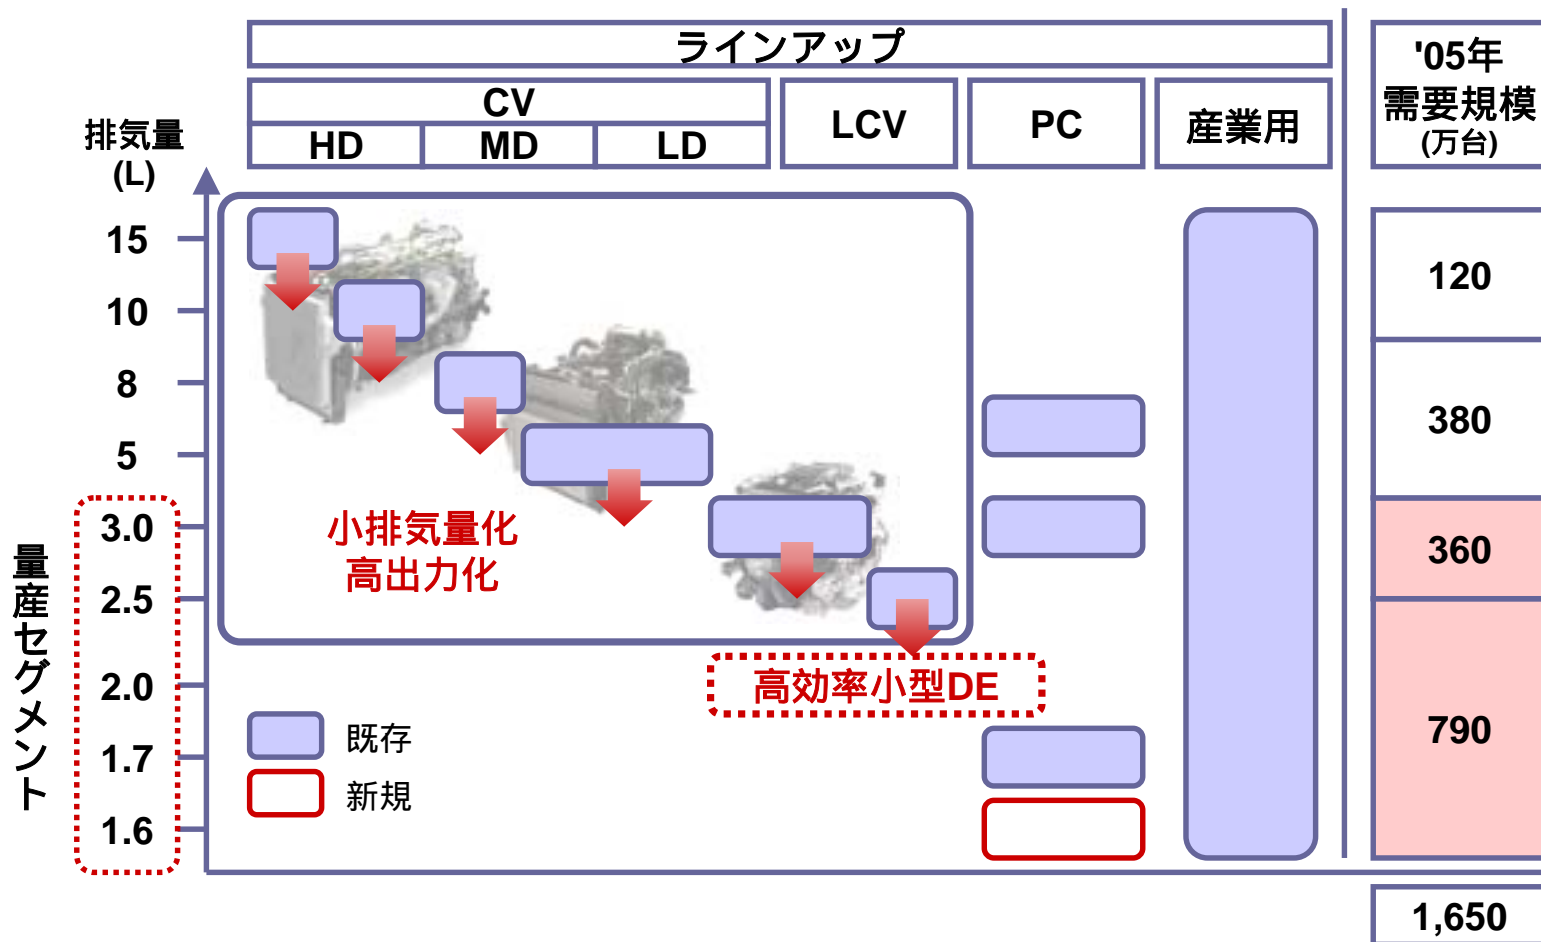 ラインアップ
'05年
需要規模
(万台)
CV
LCV
PC
産業用
HD
MD
LD
排気量
(L)
15
10
8
5
3.0
2.5
2.0
1.7
1.6
量産セグメント
小排気量化
高出力化
高効率小型DE
既存
新規
120
380
360
790
1,650